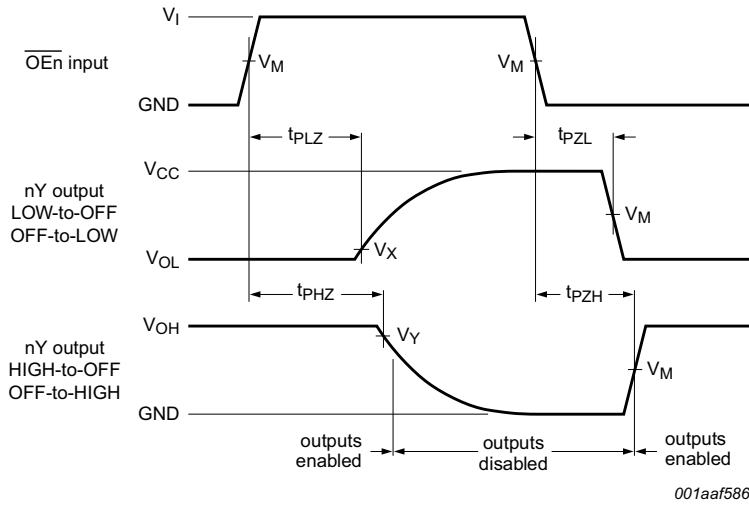 V_I
OEn input
V_M
V_M
GND
t_PLZ
t_PZL
V_CC
nY output
LOW-to-OFF
OFF-to-LOW
V_M
V_OL
V_X
t_PHZ
t_PZH
V_OH
V_Y
nY output
HIGH-to-OFF
OFF-to-HIGH
V_M
GND
outputs
enabled
outputs
disabled
outputs
enabled
001aaf586